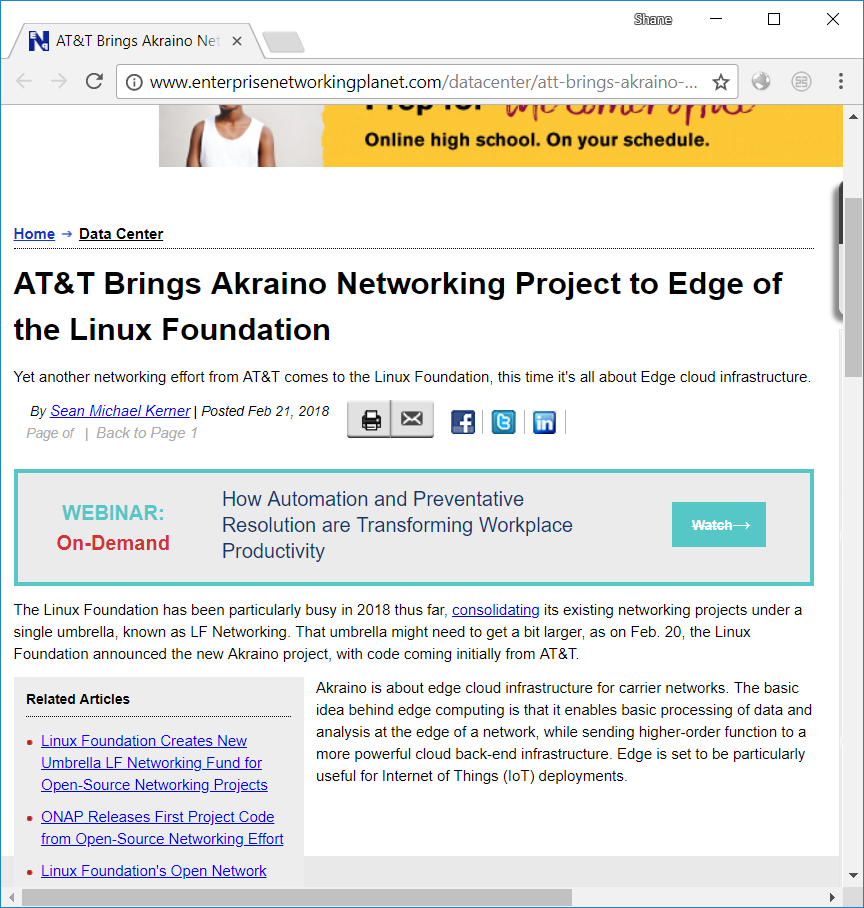 Shane
AT&T Brings Akraino Net
www.enterprisenetworkingplanet.com/datacenter/att-brings-akraino-...
Prep for the corner office
Online high school. On your schedule.
Home → Data Center
AT&T Brings Akraino Networking Project to Edge of
the Linux Foundation
Yet another networking effort from AT&T comes to the Linux Foundation, this time it's all about Edge cloud infrastructure.
By Sean Michael Kerner | Posted Feb 21, 2018
Page of | Back to Page 1
WEBINAR:
On-Demand
How Automation and Preventative
Resolution are Transforming Workplace
Productivity
Watch→
The Linux Foundation has been particularly busy in 2018 thus far, consolidating its existing networking projects under a
single umbrella, known as LF Networking. That umbrella might need to get a bit larger, as on Feb. 20, the Linux
Foundation announced the new Akraino project, with code coming initially from AT&T.
Related Articles
• Linux Foundation Creates New
Umbrella LF Networking Fund for
Open-Source Networking Projects
• ONAP Releases First Project Code
from Open-Source Networking Effort
• Linux Foundation's Open Network
Akraino is about edge cloud infrastructure for carrier networks. The basic
idea behind edge computing is that it enables basic processing of data and
analysis at the edge of a network, while sending higher-order function to a
more powerful cloud back-end infrastructure. Edge is set to be particularly
useful for Internet of Things (IoT) deployments.